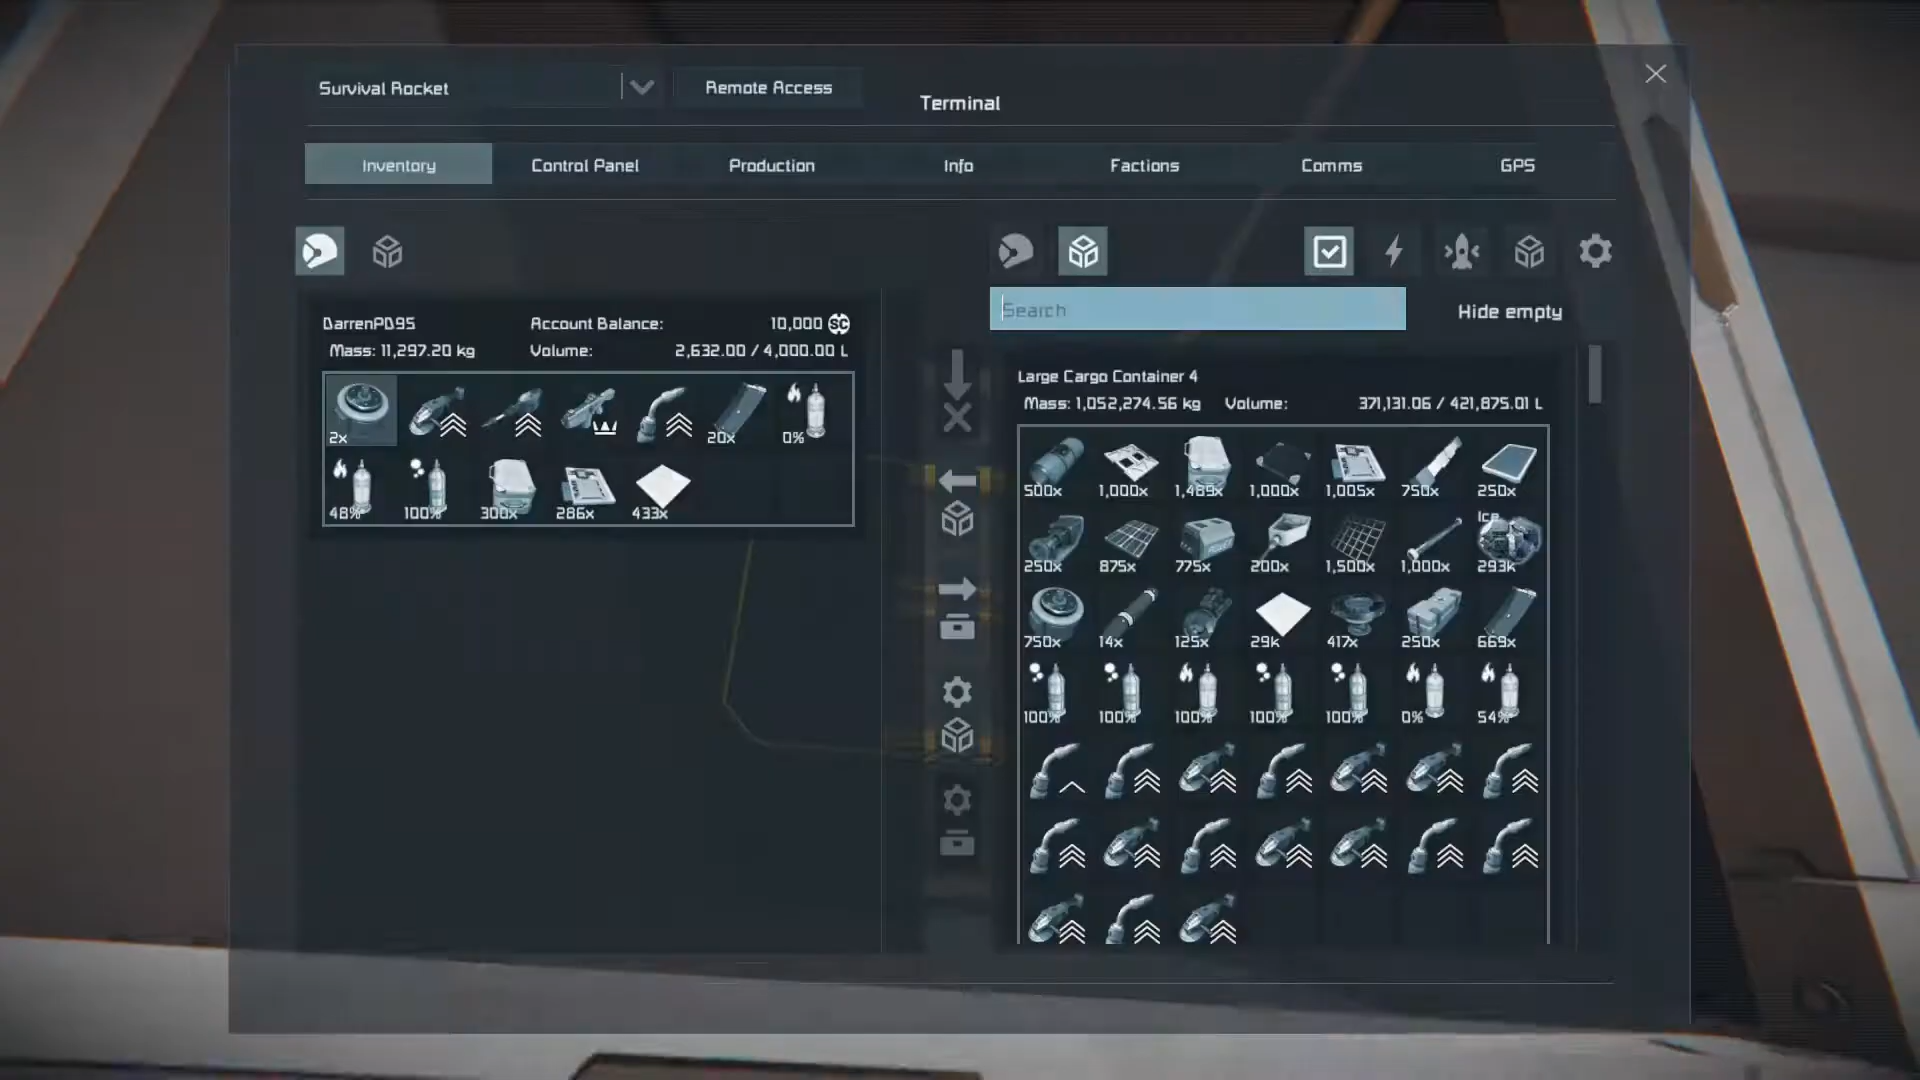 Survival Rocket
Remote Access
Terminal
Inventory
Control Panel
Production
Info
Factions
Comms
GPS
Search
Hide empty
DarrenPD95
Account Balance:
10,000 SC
Mass: 11,297.20 kg
Volume:
2,632.00 / 4,000.00 L
2x
20x
0%
48%
100%
300x
286x
433x
Large Cargo Container 4
Mass: 1,052,274.56 kg
Volume:
371,131.06 / 421,875.01 L
500x
1,000x
1,489x
1,000x
1,005x
750x
250x
Ice
250x
875x
775x
200x
1,500x
1,000x
293k
750x
14x
125x
29k
417x
250x
669x
100%
100%
100%
100%
100%
0%
54%